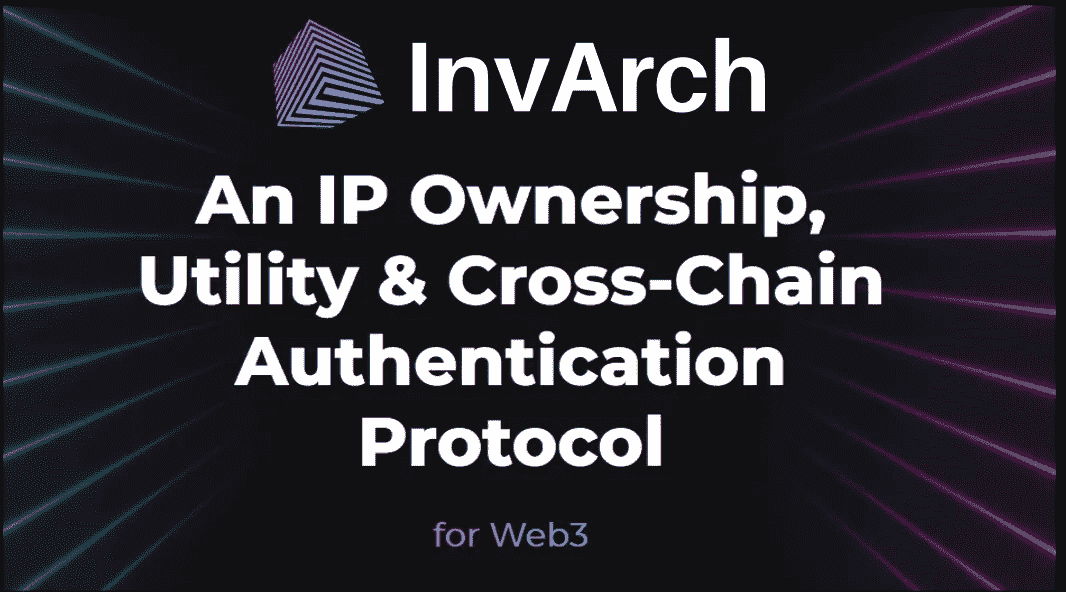 InvArch
An IP Ownership,
Utility & Cross-Chain
Authentication
Protocol
for Web3